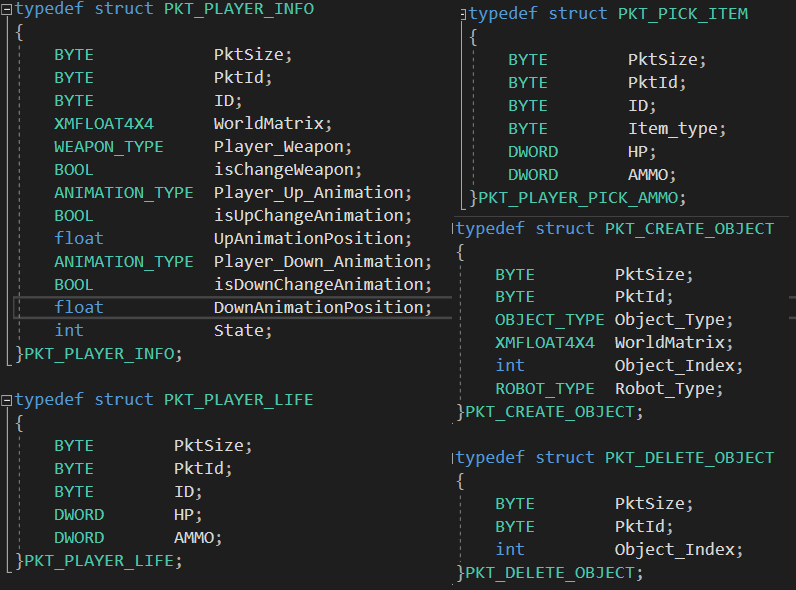 typedef struct PKT_PLAYER_INFO
{
BYTE PktSize;
BYTE PktId;
BYTE ID;
XMFLOAT4X4 WorldMatrix;
WEAPON_TYPE Player_Weapon;
BOOL isChangeWeapon;
ANIMATION_TYPE Player_Up_Animation;
BOOL isUpChangeAnimation;
float UpAnimationPosition;
ANIMATION_TYPE Player_Down_Animation;
BOOL isDownChangeAnimation;
float DownAnimationPosition;
int State;
}PKT_PLAYER_INFO;
typedef struct PKT_PLAYER_LIFE
{
BYTE PktSize;
BYTE PktId;
BYTE ID;
DWORD HP;
DWORD AMMO;
}PKT_PLAYER_LIFE;
typedef struct PKT_PICK_ITEM
{
BYTE PktSize;
BYTE PktId;
BYTE ID;
BYTE Item_type;
DWORD HP;
DWORD AMMO;
}PKT_PLAYER_PICK_AMMO;
typedef struct PKT_CREATE_OBJECT
{
BYTE PktSize;
BYTE PktId;
OBJECT_TYPE Object_Type;
XMFLOAT4X4 WorldMatrix;
int Object_Index;
ROBOT_TYPE Robot_Type;
}PKT_CREATE_OBJECT;
typedef struct PKT_DELETE_OBJECT
{
BYTE PktSize;
BYTE PktId;
int Object_Index;
}PKT_DELETE_OBJECT;